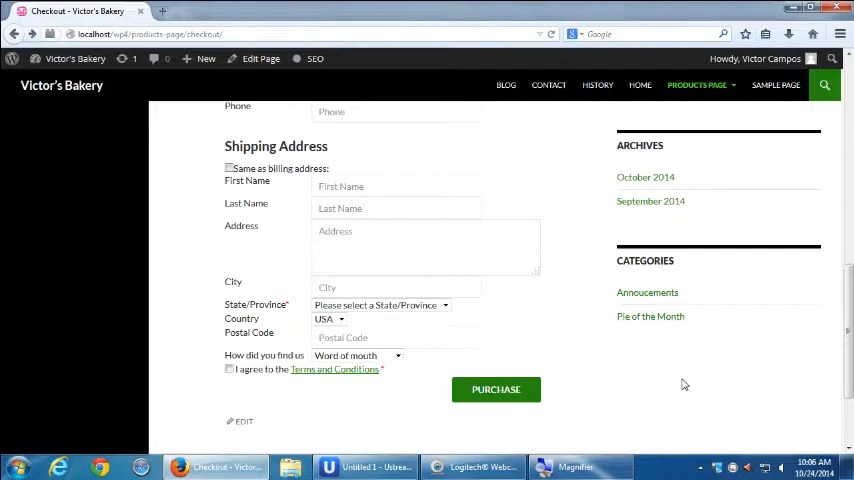 Checkout - Victor's Bakery
localhost/wp4/products-page/checkout/
Google
Victor's Bakery 1 0 New Edit Page SEO
Howdy, Victor Campos
Victor's Bakery
BLOG CONTACT HISTORY HOME PRODUCTS PAGE SAMPLE PAGE
Phone
Phone
Shipping Address
Same as billing address:
First Name
First Name
Last Name
Last Name
Address
Address
City
City
State/Province*
Please select a State/Province
Country
USA
Postal Code
Postal Code
How did you find us
Word of mouth
I agree to the Terms and Conditions *
PURCHASE
EDIT
ARCHIVES
October 2014
September 2014
CATEGORIES
Annoucements
Pie of the Month
Checkout - Victor...
Untitled 1 - Ustrea...
Logitech® Webc...
Magnifier
10:06 AM
10/24/2014